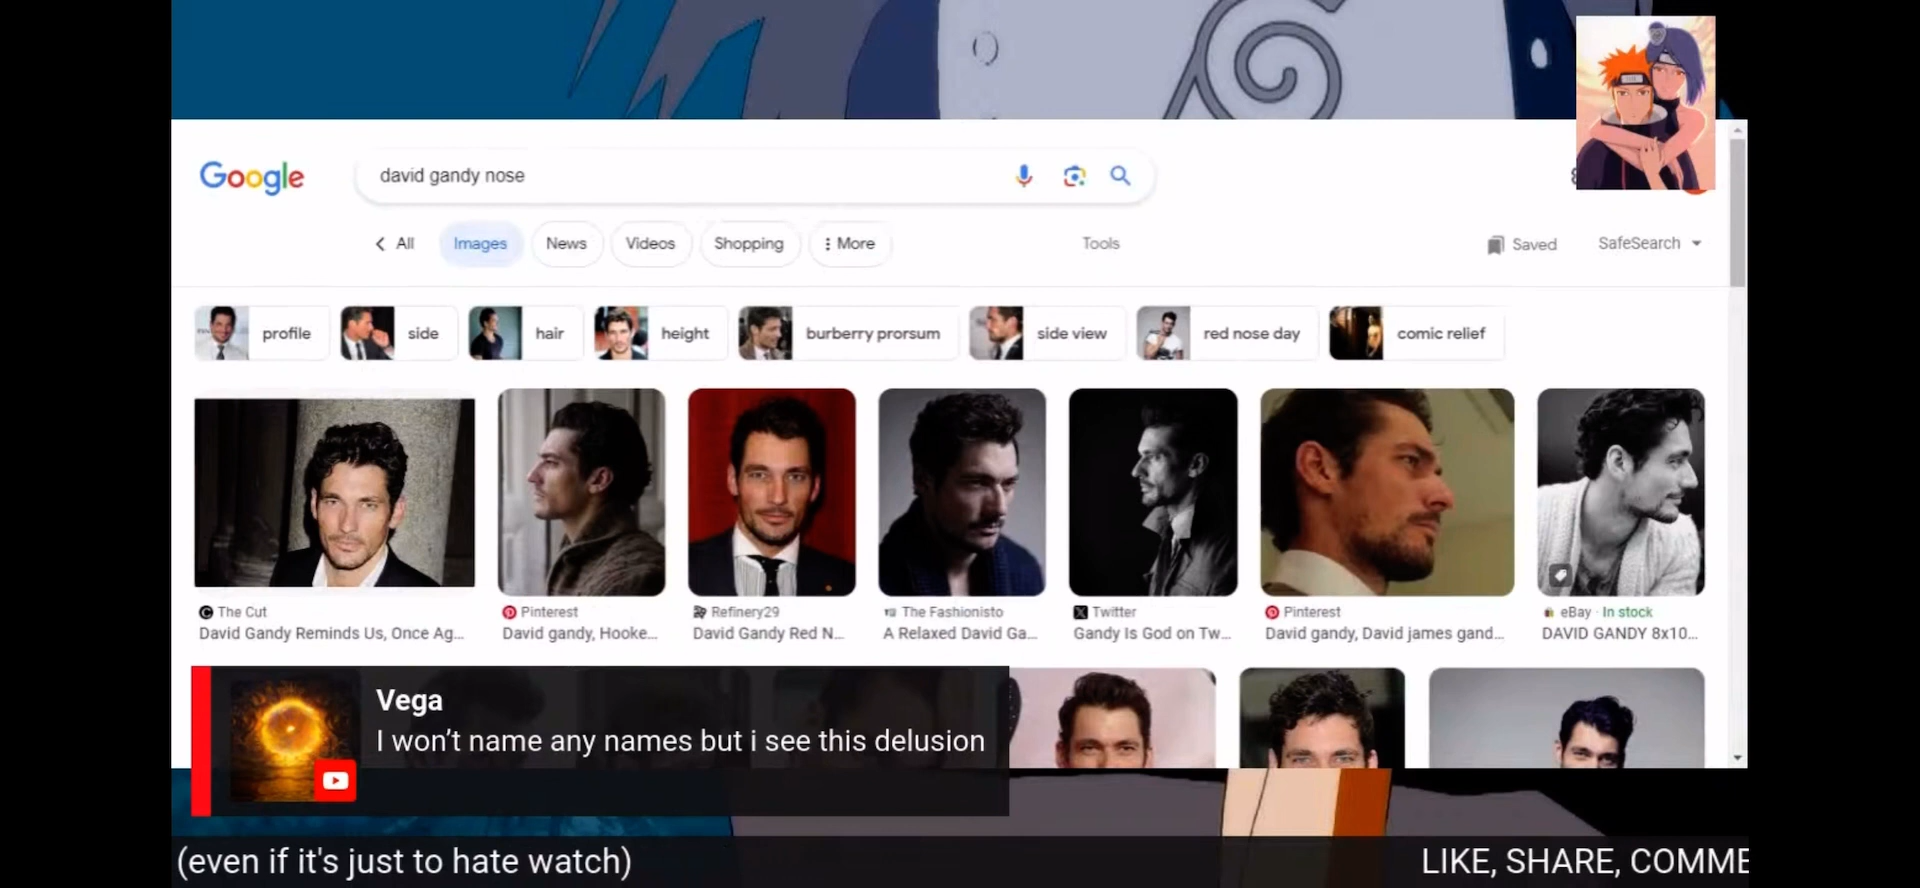 Google
david gandy nose
All
Images
News
Videos
Shopping
More
Tools
Saved
SafeSearch
profile
side
hair
height
burberry prorsum
side view
red nose day
comic relief
The Cut
David Gandy Reminds Us, Once Ag...
Pinterest
David gandy, Hooke...
Refinery29
David Gandy Red N...
The Fashionisto
A Relaxed David Ga...
Twitter
Gandy Is God on Tw...
Pinterest
David gandy, David james gand...
eBay · In stock
DAVID GANDY 8x10...
Vega
I won’t name any names but i see this delusion
(even if it's just to hate watch)
LIKE, SHARE, COMME